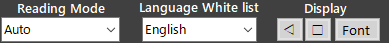 Reading Mode Language White list Display
Auto English Font